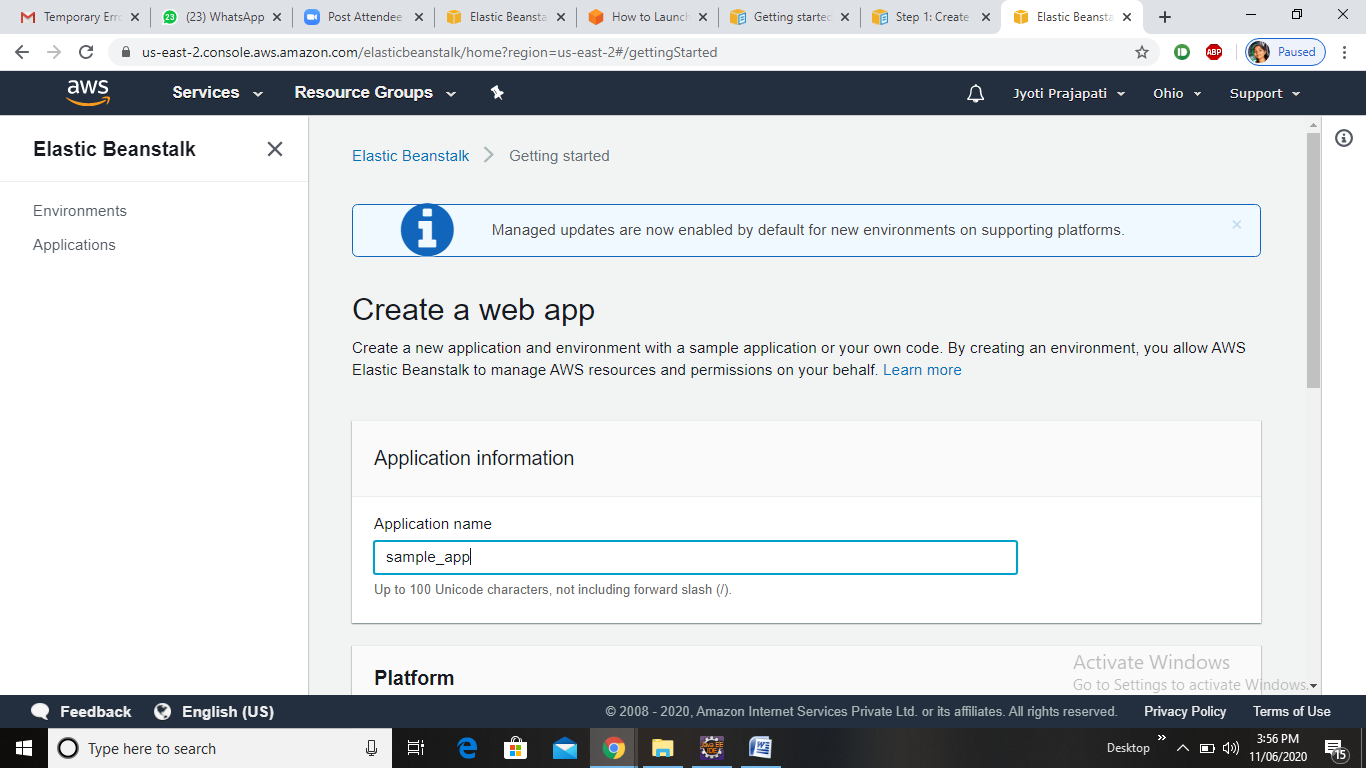 Temporary Erro
(23) WhatsApp
Post Attendee
Elastic Beansta
How to Launch
Getting started
Step 1: Create
Elastic Beansta
us-east-2.console.aws.amazon.com/elasticbeanstalk/home?region=us-east-2#/gettingStarted
ABP
Paused
aws
Services
Resource Groups
Jyoti Prajapati
Ohio
Support
Elastic Beanstalk
Environments
Applications
Elastic Beanstalk > Getting started
Managed updates are now enabled by default for new environments on supporting platforms.
Create a web app
Create a new application and environment with a sample application or your own code. By creating an environment, you allow AWS
Elastic Beanstalk to manage AWS resources and permissions on your behalf. Learn more
Application information
Application name
sample_app
Up to 100 Unicode characters, not including forward slash (/).
Platform
Activate Windows
Go to Settings to activate Windows.
Feedback
English (US)
© 2008 - 2020, Amazon Internet Services Private Ltd. or its affiliates. All rights reserved.
Privacy Policy
Terms of Use
Type here to search
Desktop
3:56 PM
11/06/2020
15